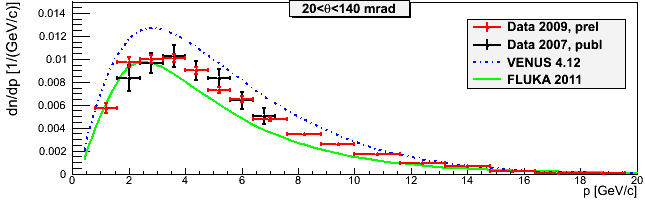 20<θ<140 mrad
dn/dp [1/(GeV/c)]
0.014
0.012
0.01
0.008
0.006
0.004
0.002
0
Data 2009, prel
Data 2007, publ
VENUS 4.12
FLUKA 2011
0 2 4 6 8 10 12 14 16 18 20
p [GeV/c]